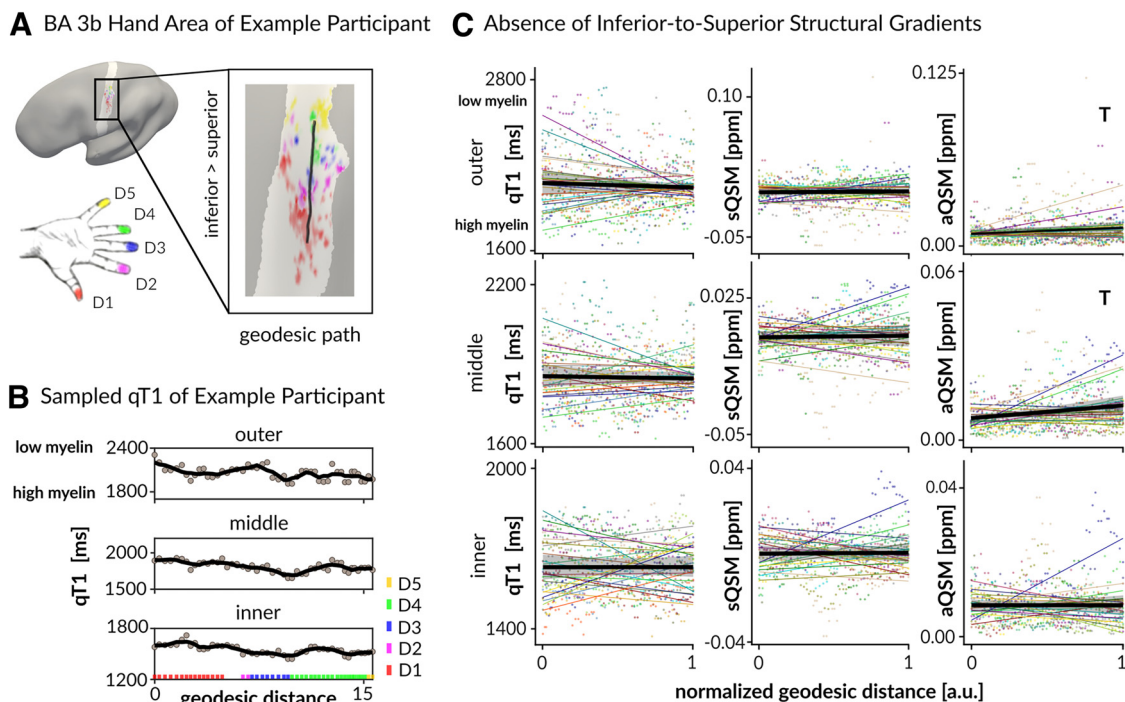 A BA 3b Hand Area of Example Participant
inferior > superior
geodesic path
D5
D4
D3
D2
D1
B Sampled qT1 of Example Participant
low myelin
high myelin
qT1 [ms]
outer
2400
1800
middle
2000
1500
inner
1800
1200
0
15
geodesic distance
D5
D4
D3
D2
D1
C Absence of Inferior-to-Superior Structural Gradients
outer
qT1 [ms]
2800
low myelin
high myelin
1600
sQSM [ppm]
0.10
-0.05
aQSM [ppm]
0.125
0.00
T
middle
qT1 [ms]
2200
1600
sQSM [ppm]
0.025
-0.05
aQSM [ppm]
0.06
0.00
T
inner
qT1 [ms]
2000
1400
sQSM [ppm]
0.04
-0.04
aQSM [ppm]
0.04
0.00
0 1
0 1
0 1
normalized geodesic distance [a.u.]